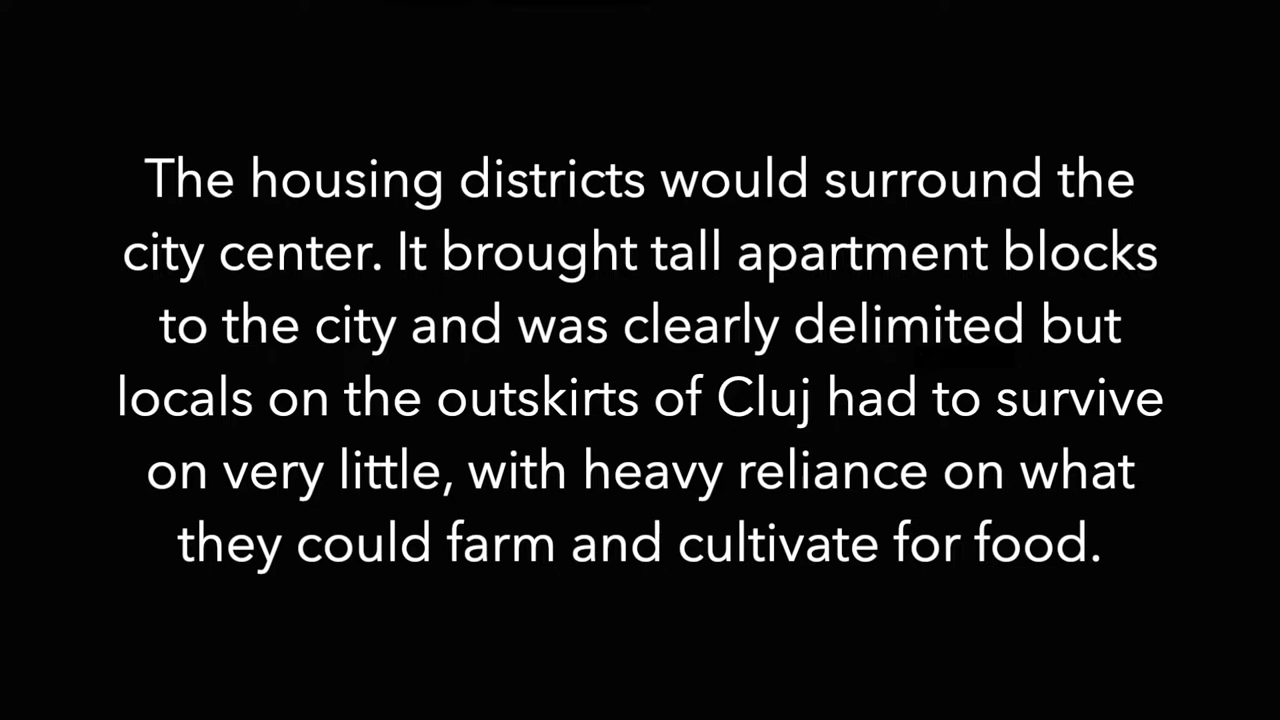 The housing districts would surround the
city center. It brought tall apartment blocks
to the city and was clearly delimited but
locals on the outskirts of Cluj had to survive
on very little, with heavy reliance on what
they could farm and cultivate for food.